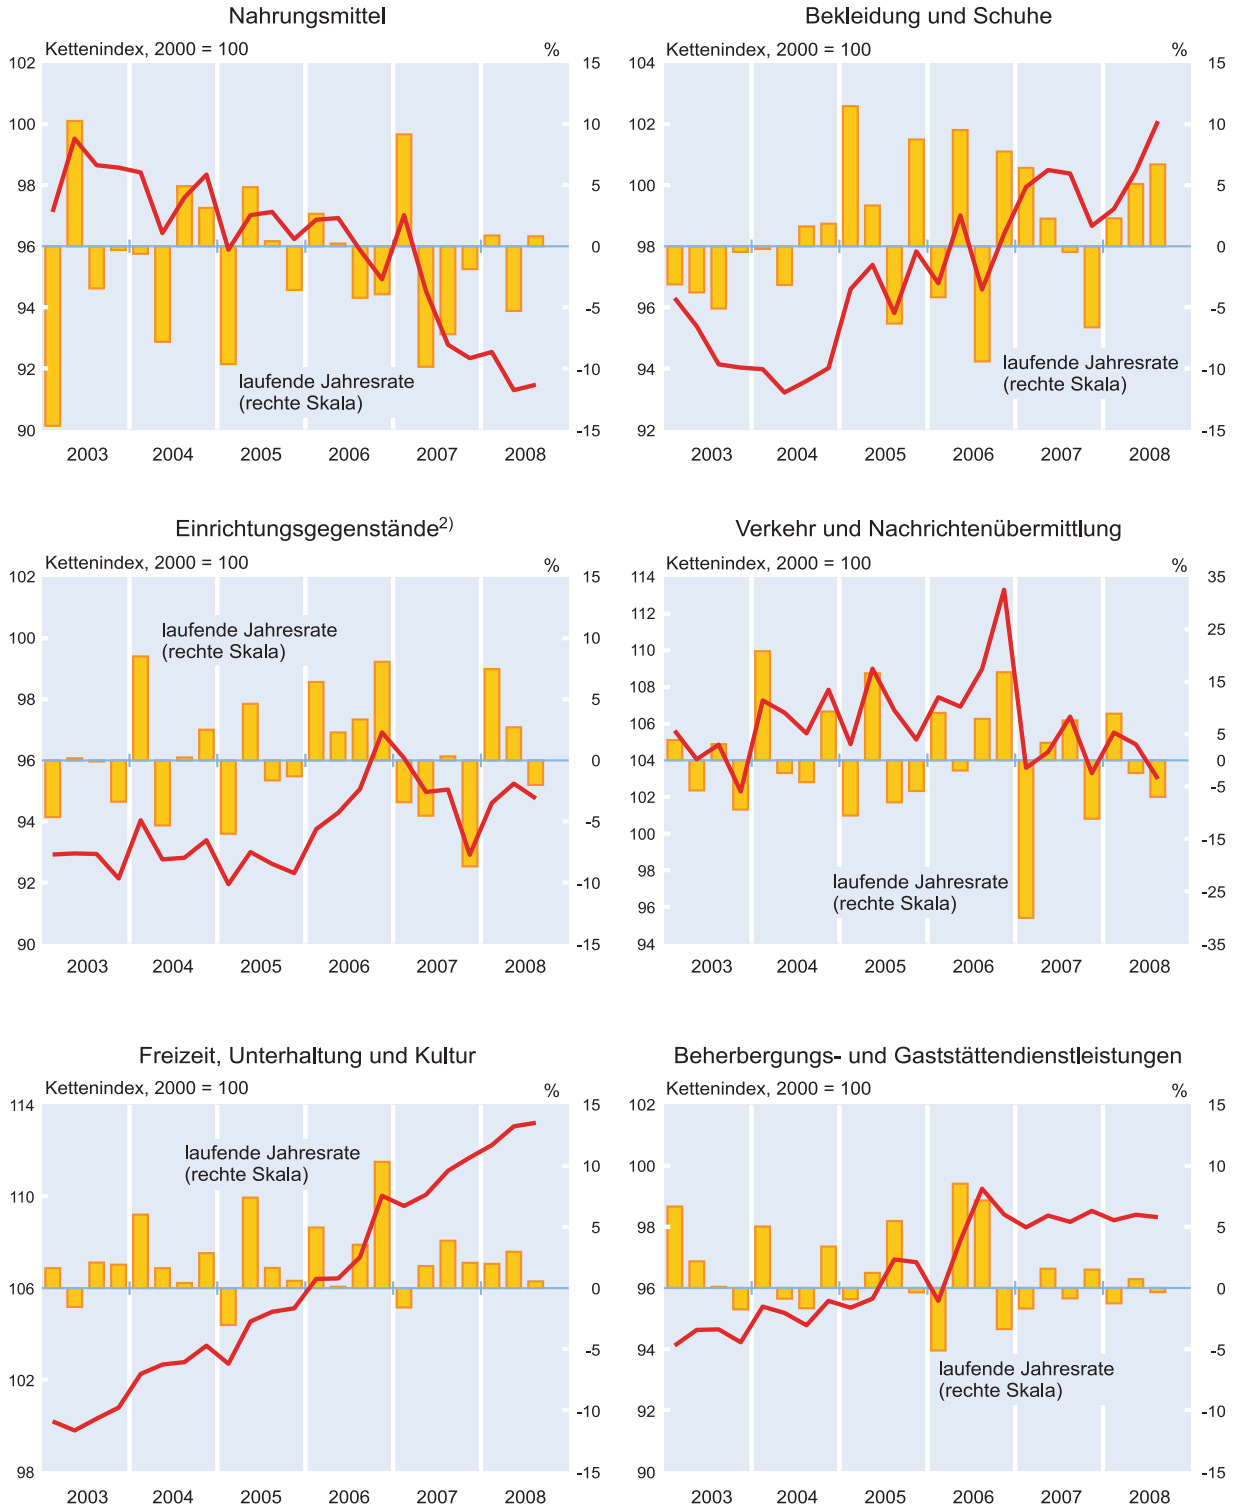 Nahrungsmittel
Kettenindex, 2000 = 100 %
102 15
100 10
98 5
96 0
94 -5
92 -10
90 -15
laufende Jahresrate
(rechte Skala)
2003 2004 2005 2006 2007 2008
Bekleidung und Schuhe
Kettenindex, 2000 = 100 %
104 15
102 10
100 5
98 0
96 -5
94 -10
92 -15
laufende Jahresrate
(rechte Skala)
2003 2004 2005 2006 2007 2008
Einrichtungsgegenstände2)
Kettenindex, 2000 = 100 %
102 15
100 10
98 5
96 0
94 -5
92 -10
90 -15
laufende Jahresrate
(rechte Skala)
2003 2004 2005 2006 2007 2008
Verkehr und Nachrichtenübermittlung
Kettenindex, 2000 = 100 %
114 35
112
110 25
108 15
106 5
104 0
102 -5
100 -15
98
96 -25
94 -35
laufende Jahresrate
(rechte Skala)
2003 2004 2005 2006 2007 2008
Freizeit, Unterhaltung und Kultur
Kettenindex, 2000 = 100 %
114 15
10
110
5
106 0
-5
102
-10
98 -15
laufende Jahresrate
(rechte Skala)
2003 2004 2005 2006 2007 2008
Beherbergungs- und Gaststättendienstleistungen
Kettenindex, 2000 = 100 %
102 15
100 10
98 5
96 0
94 -5
92 -10
90 -15
laufende Jahresrate
(rechte Skala)
2003 2004 2005 2006 2007 2008